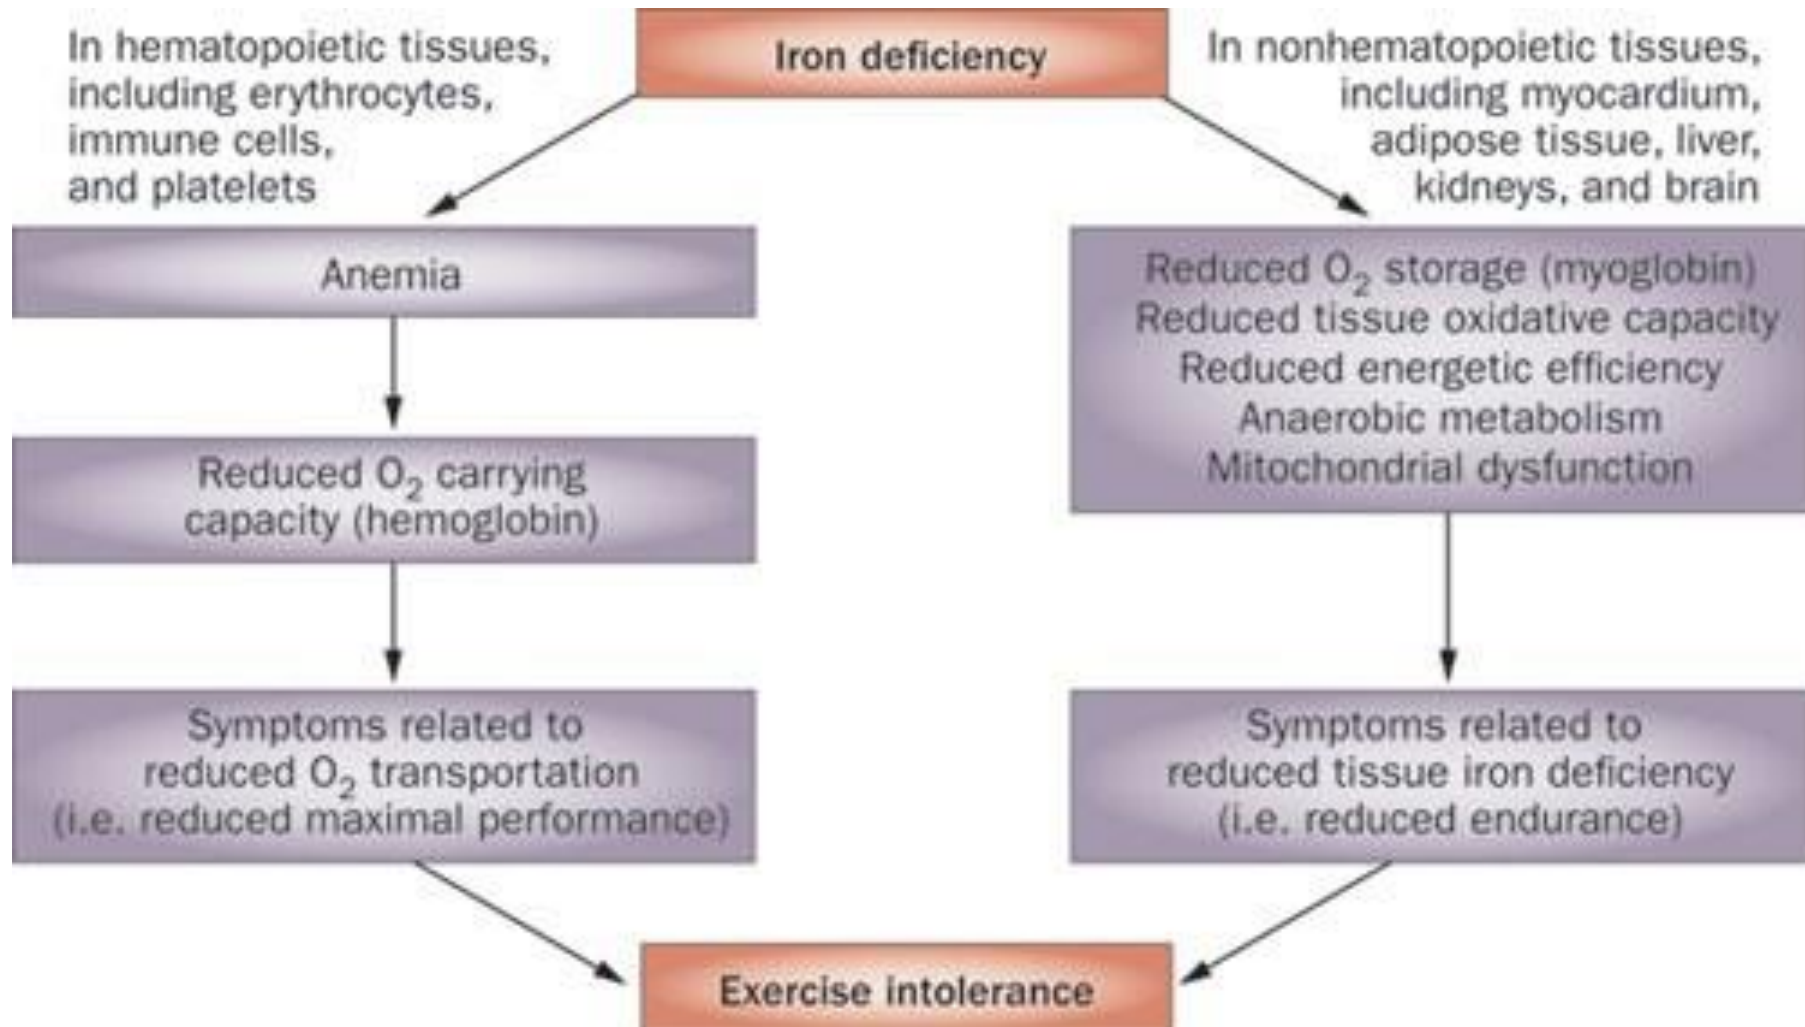 Iron deficiency
In hematopoietic tissues,
including erythrocytes,
immune cells,
and platelets
In nonhematopoietic tissues,
including myocardium,
adipose tissue, liver,
kidneys, and brain
Anemia
Reduced O₂ carrying
capacity (hemoglobin)
Symptoms related to
reduced O₂ transportation
(i.e. reduced maximal performance)
Reduced O₂ storage (myoglobin)
Reduced tissue oxidative capacity
Reduced energetic efficiency
Anaerobic metabolism
Mitochondrial dysfunction
Symptoms related to
reduced tissue iron deficiency
(i.e. reduced endurance)
Exercise intolerance